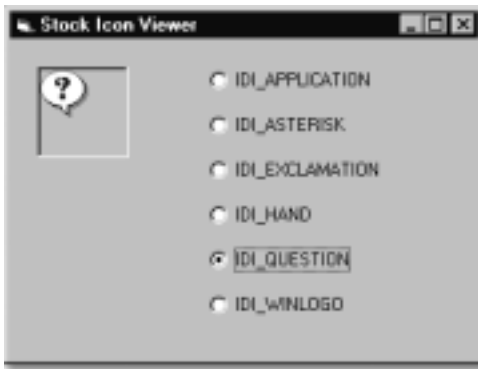 Stock Icon Viewer
IDI_APPLICATION
IDI_ASTERISK
IDI_EXCLAMATION
IDI_HAND
IDI_QUESTION
IDI_WINLOGO